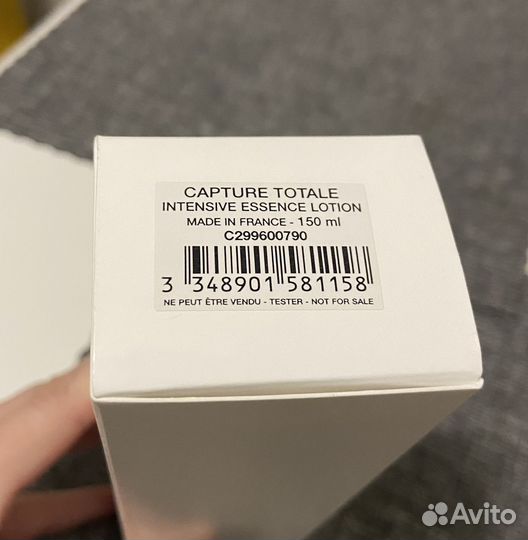 CAPTURE TOTALE
INTENSIVE ESSENCE LOTION
MADE IN FRANCE - 150 ml
C299600790
3 348901 581158
NE PEUT ÊTRE VENDU - TESTER - NOT FOR SALE
Avito